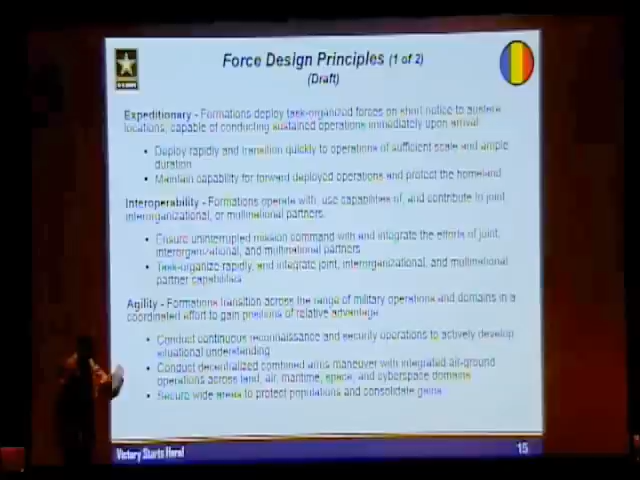 Force Design Principles (1 of 2)
(Draft)
U.S. ARMY
Expeditionary - Formations deploy task-organized forces on short notice to austere
locations, capable of conducting sustained operations immediately upon arrival
• Deploy rapidly and transition quickly to operations of sufficient scale and ample
duration
• Maintain capability for forward deployed operations and protect the homeland
Interoperability - Formations operate with, use capabilities of, and contribute to joint,
interorganizational, or multinational partners.
• Ensure uninterrupted mission command with and integrate the efforts of joint,
interorganizational, and multinational partners
• Task-organize rapidly, and integrate joint, interorganizational, and multinational
partner capabilities
Agility - Formations transition across the range of military operations and domains in a
coordinated effort to gain positions of relative advantage
• Conduct continuous reconnaissance and security operations to actively develop
situational understanding
• Conduct decentralized combined arms maneuver with integrated air-ground
operations across land, air, maritime, space, and cyberspace domains
• Secure wide areas to protect populations and consolidate gains
Victory Starts Here!
15